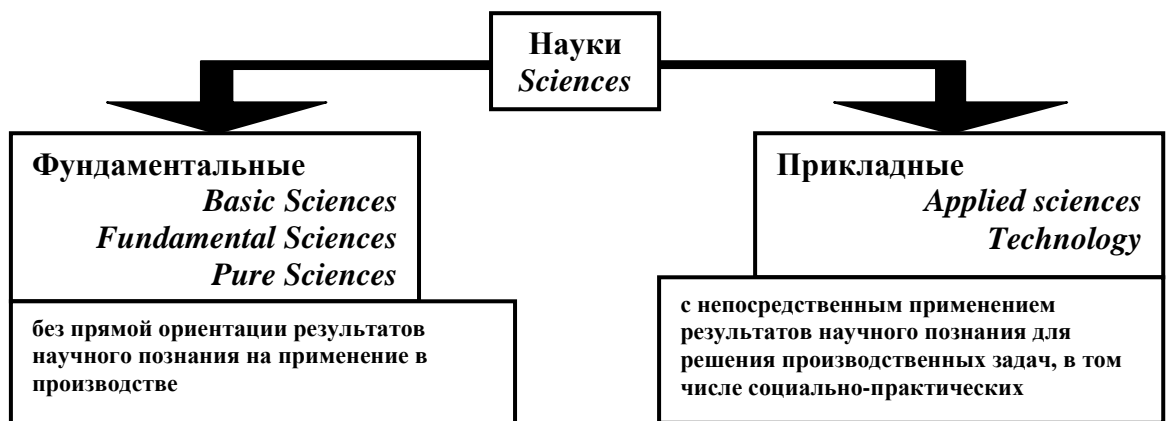 Науки
Sciences
Фундаментальные
Basic Sciences
Fundamental Sciences
Pure Sciences
без прямой ориентации результатов
научного познания на применение в
производстве
Прикладные
Applied sciences
Technology
с непосредственным применением
результатов научного познания для
решения производственных задач, в том
числе социально-практических